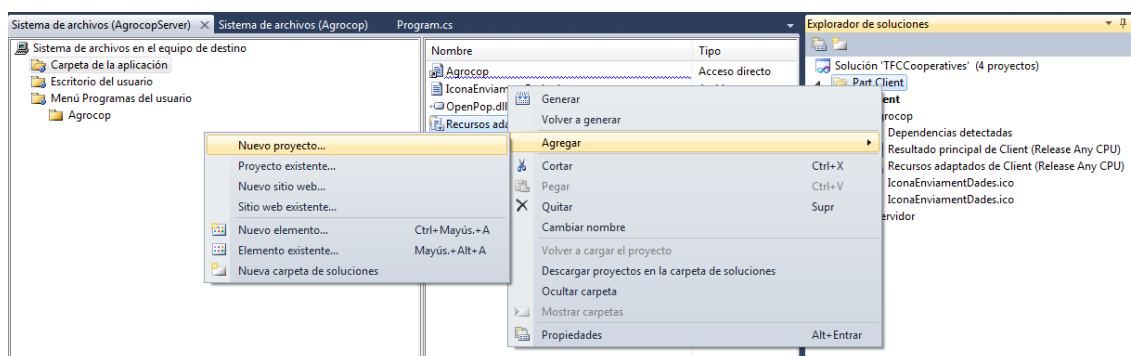 Sistema de archivos (AgrocopServer) Sistema de archivos (Agrocop) Program.cs
Sistema de archivos en el equipo de destino
Carpeta de la aplicación
Escritorio del usuario
Menú Programas del usuario
Agrocop
Nombre Tipo
Agrocop Acceso directo
IconaEnviament
OpenPop.dll
Recursos ada
Generar
Volver a generar
Agregar
Cortar Ctrl+X
Pegar Ctrl+V
Quitar Supr
Cambiar nombre
Volver a cargar el proyecto
Descargar proyectos en la carpeta de soluciones
Ocultar carpeta
Mostrar carpetas
Propiedades Alt+Entrar
Nuevo proyecto...
Proyecto existente...
Nuevo sitio web...
Sitio web existente...
Nuevo elemento... Ctrl+Mayús.+A
Elemento existente... Mayús.+Alt+A
Nueva carpeta de soluciones
Explorador de soluciones
Solución 'TFCCooperatives' (4 proyectos)
Part Client
ent
rocop
Dependencias detectadas
Resultado principal de Client (Release Any CPU)
Recursos adaptados de Client (Release Any CPU)
IconaEnviamentDades.ico
IconaEnviamentDades.ico
ervidor